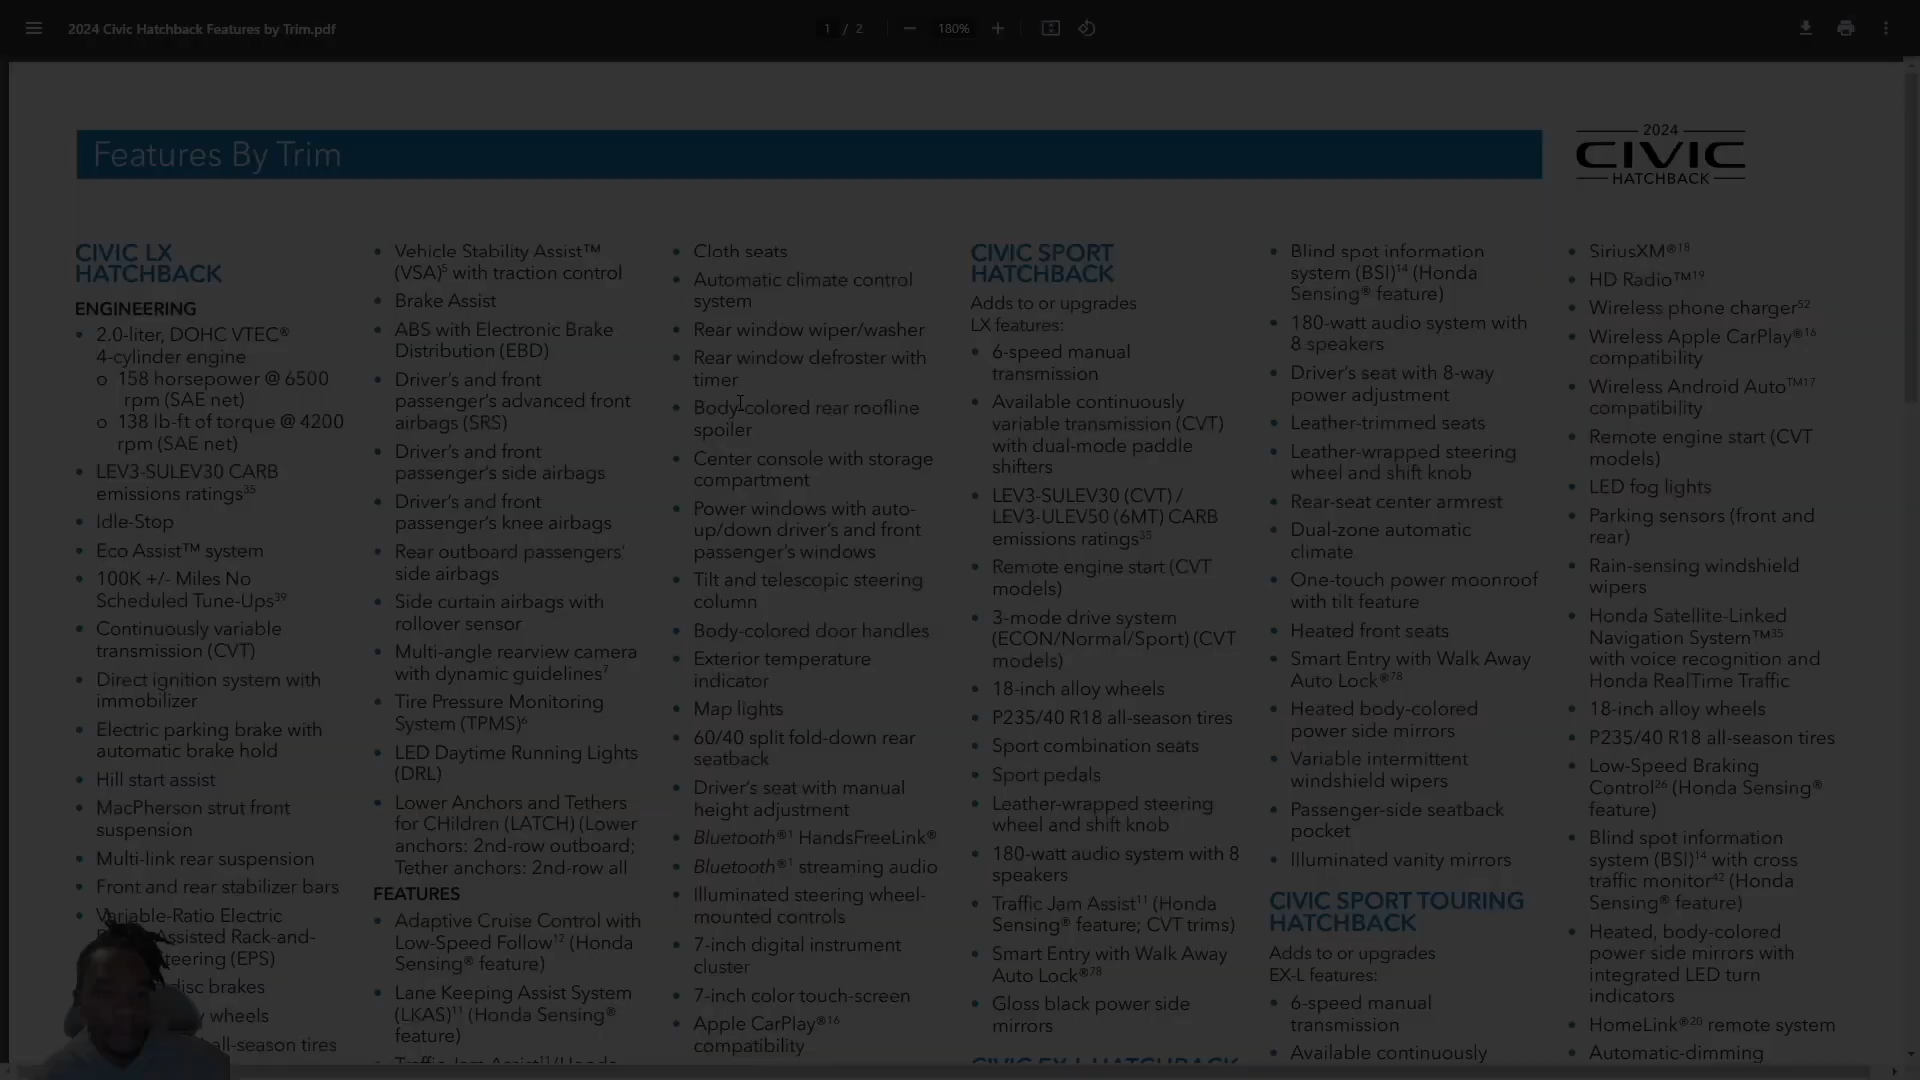 2024 Civic Hatchback Features by Trim.pdf
1 / 2
180%
Features By Trim
2024
CIVIC
HATCHBACK
CIVIC LX
HATCHBACK
ENGINEERING
• 2.0-liter, DOHC VTEC®
4-cylinder engine
o 158 horsepower @ 6500
rpm (SAE net)
o 138 lb-ft of torque @ 4200
rpm (SAE net)
• LEV3-SULEV30 CARB
emissions ratings35
• Idle-Stop
• Eco Assist™ system
• 100K +/- Miles No
Scheduled Tune-Ups39
• Continuously variable
transmission (CVT)
• Direct ignition system with
immobilizer
• Electric parking brake with
automatic brake hold
• Hill start assist
• MacPherson strut front
suspension
• Multi-link rear suspension
• Front and rear stabilizer bars
• Variable-Ratio Electric
Assisted Rack-and-
(EPS)
disc brakes
wheels
all-season tires
• Vehicle Stability Assist™
(VSA)5 with traction control
• Brake Assist
• ABS with Electronic Brake
Distribution (EBD)
• Driver's and front
passenger's advanced front
airbags (SRS)
• Driver's and front
passenger's side airbags
• Driver's and front
passenger's knee airbags
• Rear outboard passengers'
side airbags
• Side curtain airbags with
rollover sensor
• Multi-angle rearview camera
with dynamic guidelines7
• Tire Pressure Monitoring
System (TPMS)6
• LED Daytime Running Lights
(DRL)
• Lower Anchors and Tethers
for CHildren (LATCH) (Lower
anchors: 2nd-row outboard;
Tether anchors: 2nd-row all
FEATURES
• Adaptive Cruise Control with
Low-Speed Follow12 (Honda
Sensing® feature)
• Lane Keeping Assist System
(LKAS)11 (Honda Sensing®
feature)
• Traffic Jam Assist11 (Honda
• Cloth seats
• Automatic climate control
system
• Rear window wiper/washer
• Rear window defroster with
timer
• Body-colored rear roofline
spoiler
• Center console with storage
compartment
• Power windows with auto-
up/down driver's and front
passenger's windows
• Tilt and telescopic steering
column
• Body-colored door handles
• Exterior temperature
indicator
• Map lights
• 60/40 split fold-down rear
seatback
• Driver's seat with manual
height adjustment
• Bluetooth®1 HandsFreeLink®
• Bluetooth®1 streaming audio
• Illuminated steering wheel-
mounted controls
• 7-inch digital instrument
cluster
• 7-inch color touch-screen
• Apple CarPlay®16
compatibility
CIVIC SPORT
HATCHBACK
Adds to or upgrades
LX features:
• 6-speed manual
transmission
• Available continuously
variable transmission (CVT)
with dual-mode paddle
shifters
• LEV3-SULEV30 (CVT) /
LEV3-ULEV50 (6MT) CARB
emissions ratings35
• Remote engine start (CVT
models)
• 3-mode drive system
(ECON/Normal/Sport) (CVT
models)
• 18-inch alloy wheels
• P235/40 R18 all-season tires
• Sport combination seats
• Sport pedals
• Leather-wrapped steering
wheel and shift knob
• 180-watt audio system with 8
speakers
• Traffic Jam Assist11 (Honda
Sensing® feature; CVT trims)
• Smart Entry with Walk Away
Auto Lock®78
• Gloss black power side
mirrors
CIVIC EX-L HATCHBACK
• Blind spot information
system (BSI)14 (Honda
Sensing® feature)
• 180-watt audio system with
8 speakers
• Driver's seat with 8-way
power adjustment
• Leather-trimmed seats
• Leather-wrapped steering
wheel and shift knob
• Rear-seat center armrest
• Dual-zone automatic
climate
• One-touch power moonroof
with tilt feature
• Heated front seats
• Smart Entry with Walk Away
Auto Lock®78
• Heated body-colored
power side mirrors
• Variable intermittent
windshield wipers
• Passenger-side seatback
pocket
• Illuminated vanity mirrors
CIVIC SPORT TOURING
HATCHBACK
Adds to or upgrades
EX-L features:
• 6-speed manual
transmission
• Available continuously
• SiriusXM®18
• HD Radio™19
• Wireless phone charger52
• Wireless Apple CarPlay®16
compatibility
• Wireless Android Auto™17
compatibility
• Remote engine start (CVT
models)
• LED fog lights
• Parking sensors (front and
rear)
• Rain-sensing windshield
wipers
• Honda Satellite-Linked
Navigation System™35
with voice recognition and
Honda RealTime Traffic
• 18-inch alloy wheels
• P235/40 R18 all-season tires
• Low-Speed Braking
Control26 (Honda Sensing®
feature)
• Blind spot information
system (BSI)14 with cross
traffic monitor42 (Honda
Sensing® feature)
• Heated, body-colored
power side mirrors with
integrated LED turn
indicators
• HomeLink®20 remote system
• Automatic-dimming